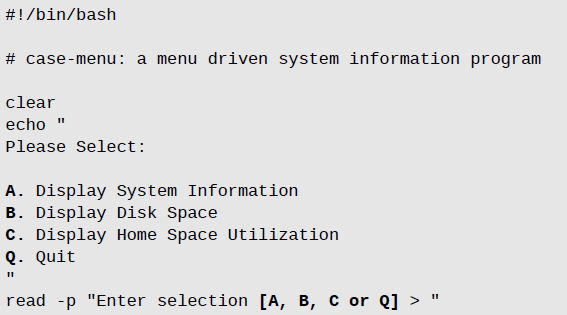 #!/bin/bash
# case-menu: a menu driven system information program
clear
echo "
Please Select:
A. Display System Information
B. Display Disk Space
C. Display Home Space Utilization
Q. Quit
"
read -p "Enter selection [A, B, C or Q] > "